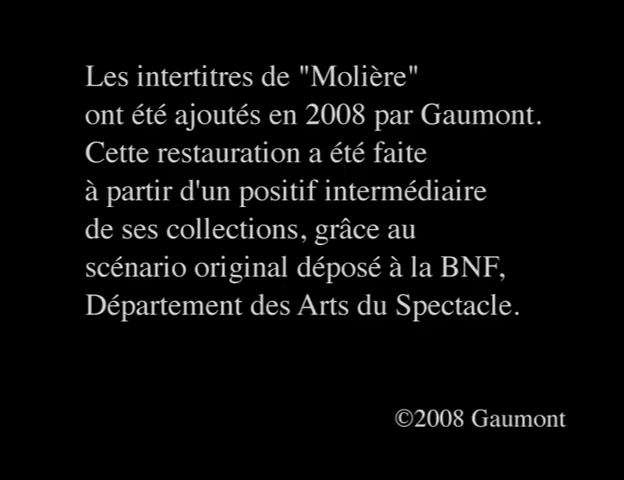 Les intertitres de "Molière"
ont été ajoutés en 2008 par Gaumont.
Cette restauration a été faite
à partir d'un positif intermédiaire
de ses collections, grâce au
scénario original déposé à la BNF,
Département des Arts du Spectacle.
©2008 Gaumont